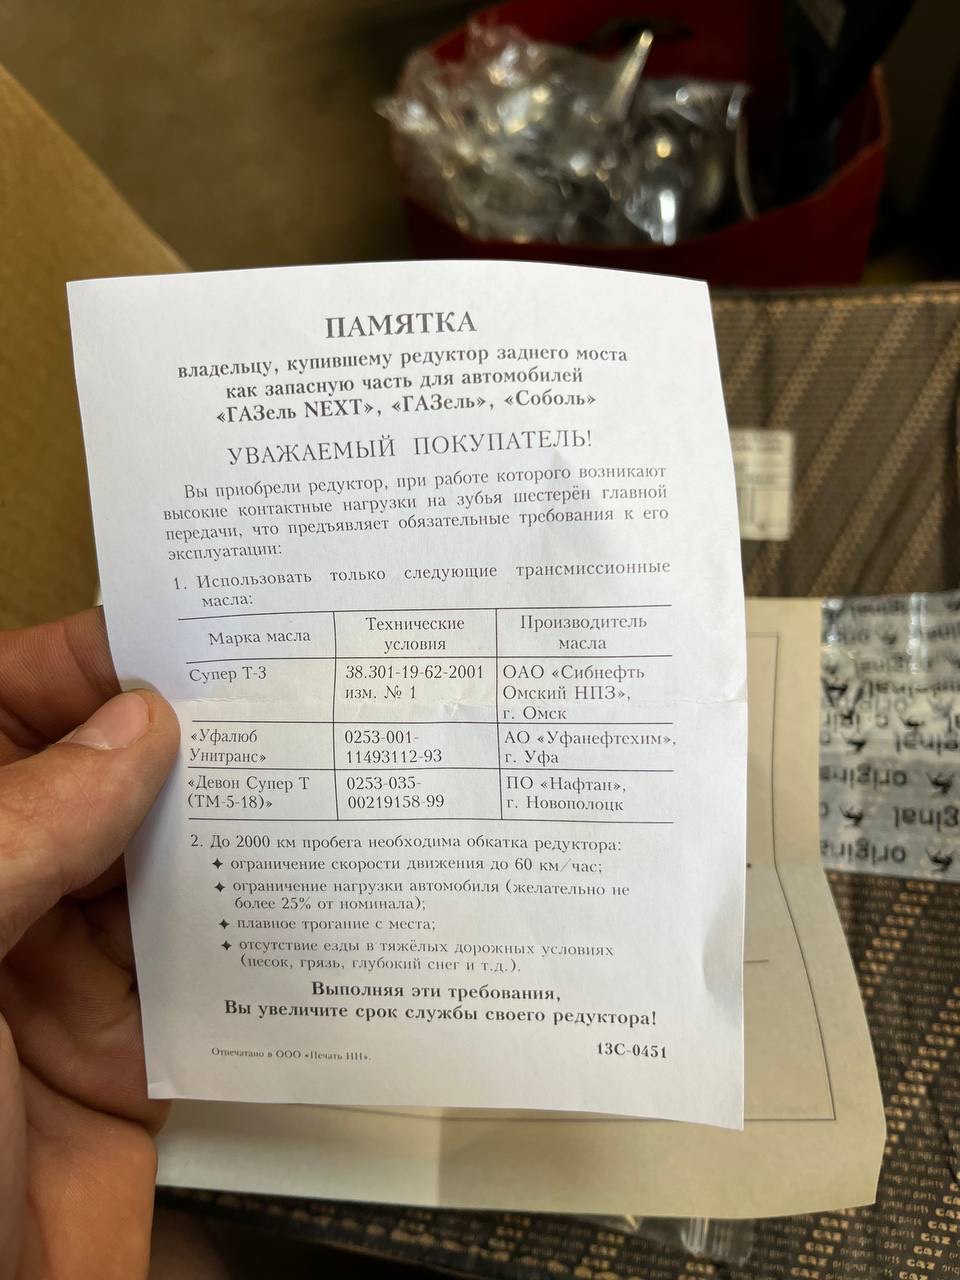 ПАМЯТКА
владельцу, купившему редуктор заднего моста
как запасную часть для автомобилей
«ГАЗель NEXT», «ГАЗель», «Соболь»
УВАЖАЕМЫЙ ПОКУПАТЕЛЬ!
Вы приобрели редуктор, при работе которого возникают
высокие контактные нагрузки на зубья шестерён главной
передачи, что предъявляет обязательные требования к его
эксплуатации:
1. Использовать только следующие трансмиссионные
масла:
Марка масла
Технические
условия
Производитель
масла
Супер Т-3
38.301-19-62-2001
изм. № 1
ОАО «Сибнефть
Омский НПЗ»,
г. Омск
«Уфалюб
Унитранс»
0253-001-
11493112-93
АО «Уфанефтехим»,
г. Уфа
«Девон Супер Т
(ТМ-5-18)»
0253-035-
00219158-99
ПО «Нафтан»,
г. Новополоцк
2. До 2000 км пробега необходима обкатка редуктора:
✦ ограничение скорости движения до 60 км/час;
✦ ограничение нагрузки автомобиля (желательно не
более 25% от номинала);
✦ плавное трогание с места;
✦ отсутствие езды в тяжёлых дорожных условиях
(песок, грязь, глубокий снег и т.д.).
Выполняя эти требования,
Вы увеличите срок службы своего редуктора!
Отпечатано в ООО «Печать НН».
13С-0451
original
original
original parts
GAZ original parts GAZ